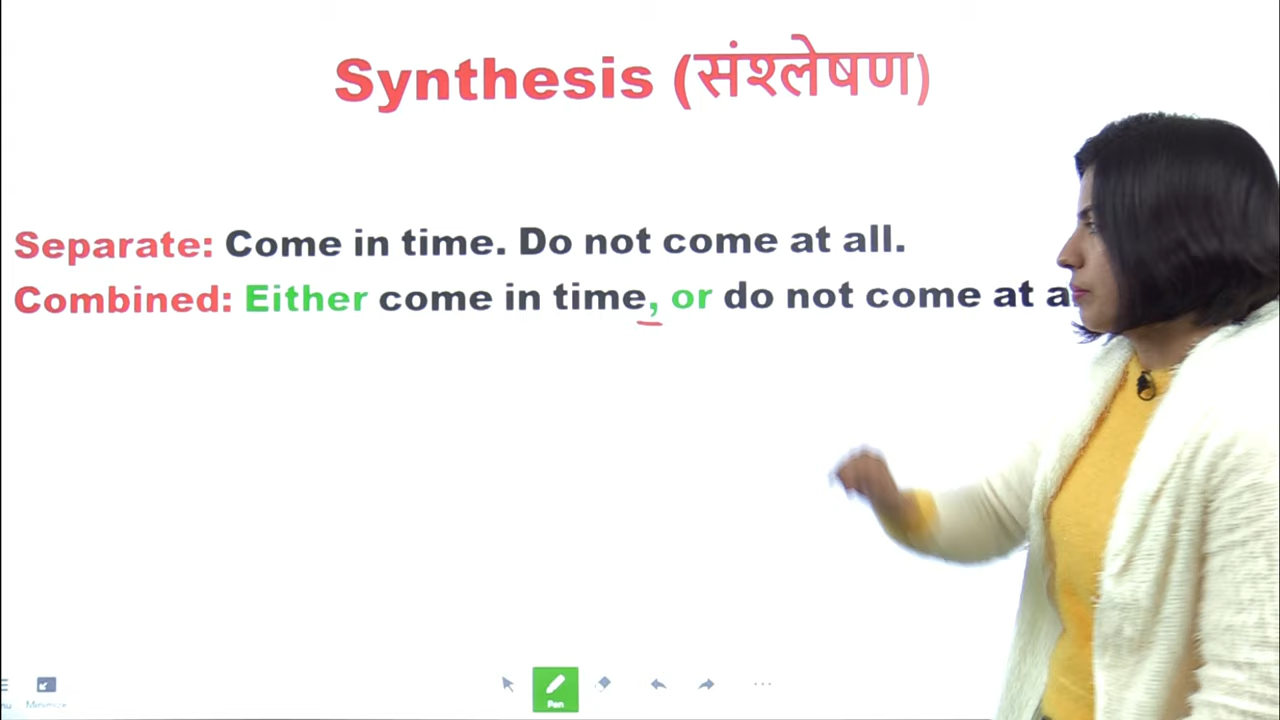 Synthesis (संश्लेषण)
Separate: Come in time. Do not come at all.
Combined: Either come in time, or do not come at
Minimize
Pen